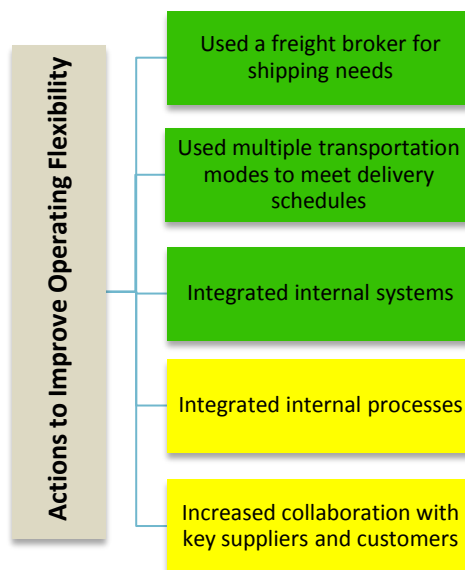 Actions to Improve Operating Flexibility
Used a freight broker for
shipping needs
Used multiple transportation
modes to meet delivery
schedules
Integrated internal systems
Integrated internal processes
Increased collaboration with
key suppliers and customers